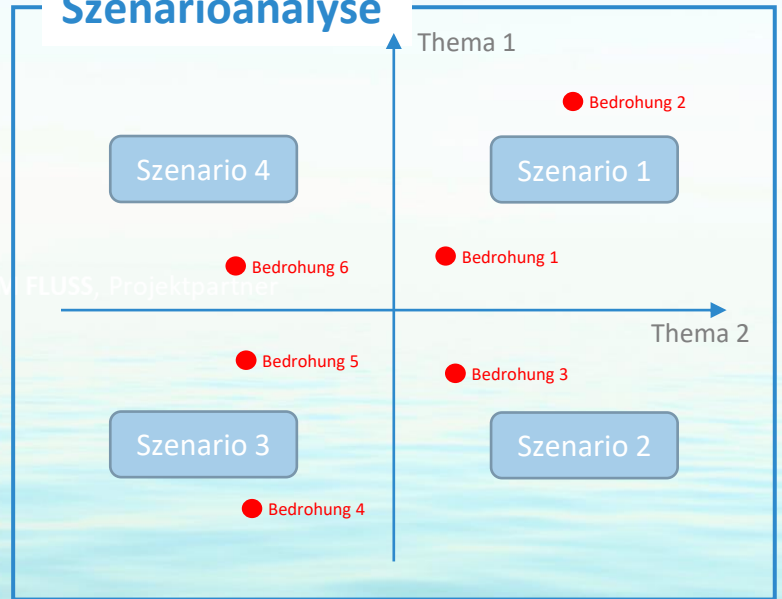 Szenarioanalyse
Thema 1
Bedrohung 2
Szenario 4
Szenario 1
Bedrohung 1
Bedrohung 6
FLUSS, Projektpartner
Thema 2
Bedrohung 5
Bedrohung 3
Szenario 3
Szenario 2
Bedrohung 4